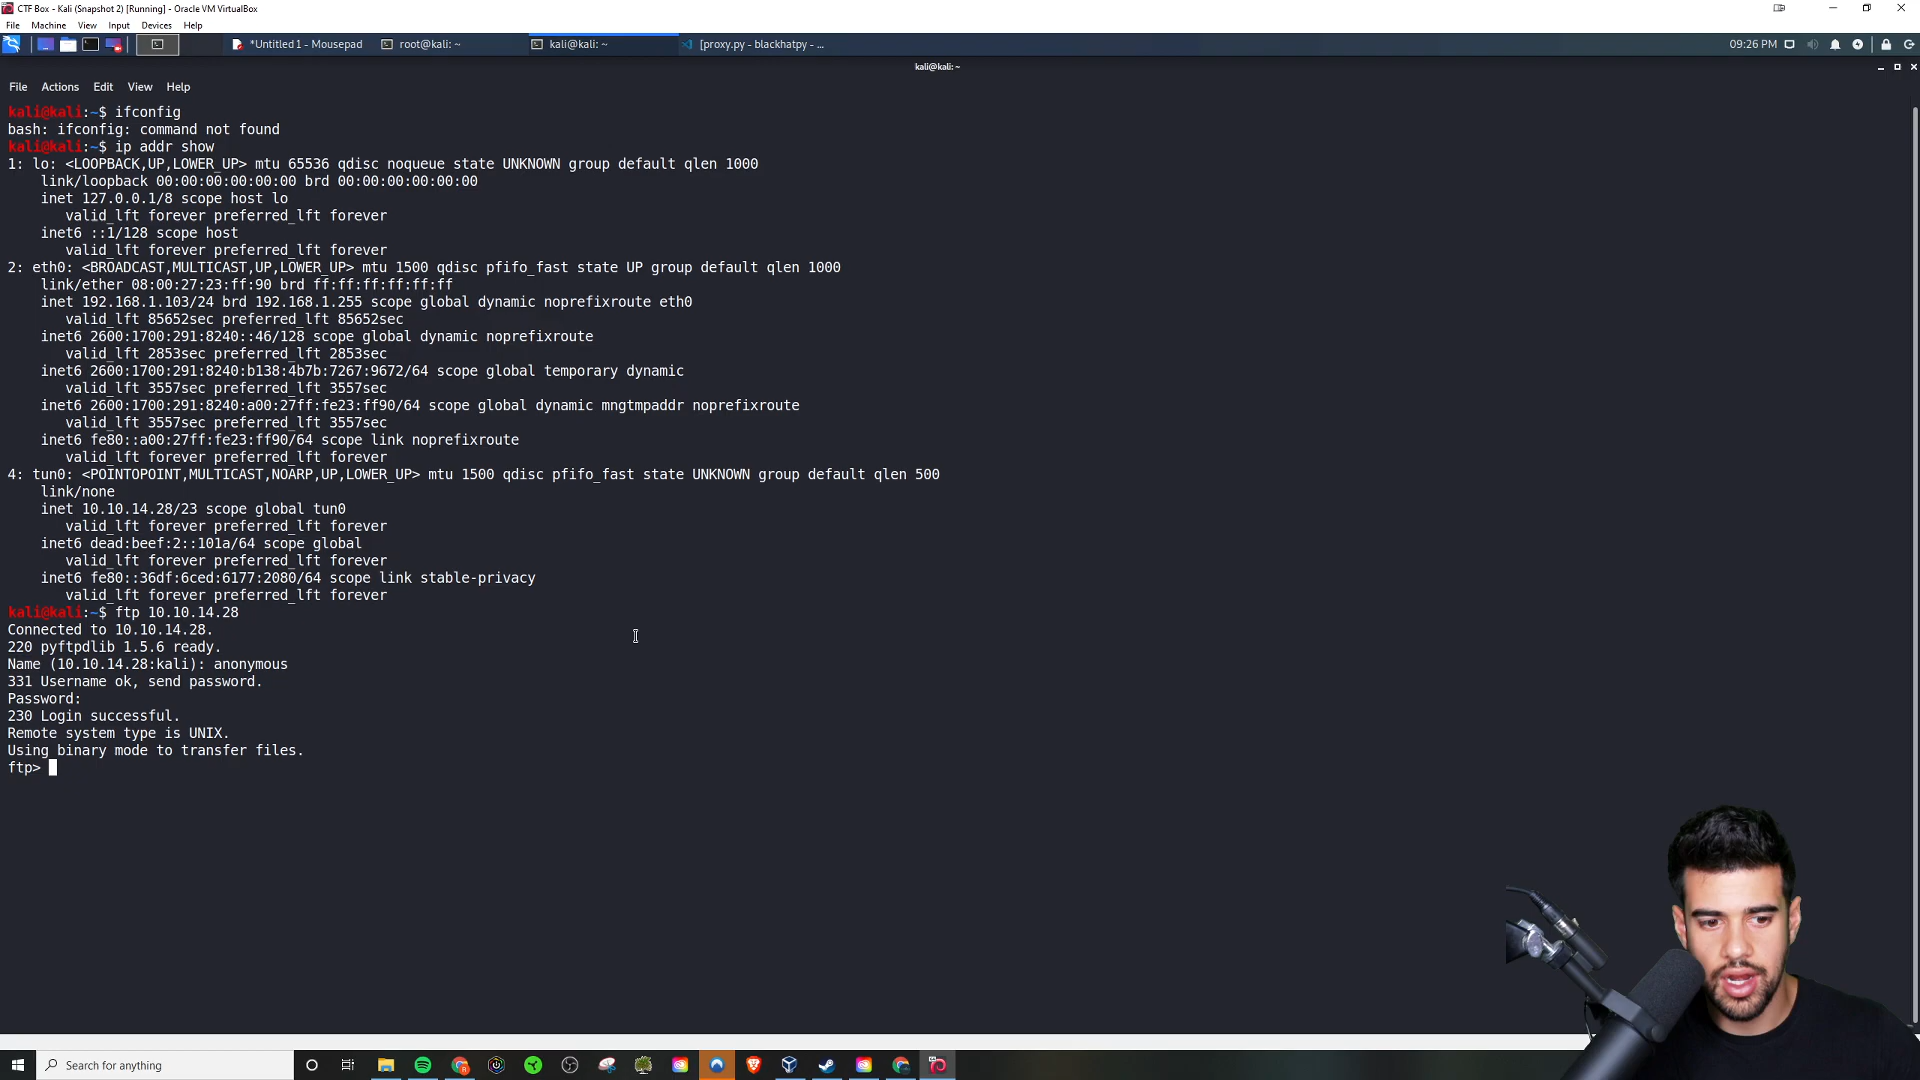 CTF Box - Kali (Snapshot 2) [Running] - Oracle VM VirtualBox
File Machine View Input Devices Help
*Untitled 1 - Mousepad
root@kali: ~
kali@kali: ~
[proxy.py - blackhatpy - ...
09:26 PM
kali@kali: ~
File Actions Edit View Help
kali@kali:~$ ifconfig
bash: ifconfig: command not found
kali@kali:~$ ip addr show
1: lo: <LOOPBACK,UP,LOWER_UP> mtu 65536 qdisc noqueue state UNKNOWN group default qlen 1000
link/loopback 00:00:00:00:00:00 brd 00:00:00:00:00:00
inet 127.0.0.1/8 scope host lo
valid_lft forever preferred_lft forever
inet6 ::1/128 scope host
valid_lft forever preferred_lft forever
2: eth0: <BROADCAST,MULTICAST,UP,LOWER_UP> mtu 1500 qdisc pfifo_fast state UP group default qlen 1000
link/ether 08:00:27:23:ff:90 brd ff:ff:ff:ff:ff:ff
inet 192.168.1.103/24 brd 192.168.1.255 scope global dynamic noprefixroute eth0
valid_lft 85652sec preferred_lft 85652sec
inet6 2600:1700:291:8240::46/128 scope global dynamic noprefixroute
valid_lft 2853sec preferred_lft 2853sec
inet6 2600:1700:291:8240:b138:4b7b:7267:9672/64 scope global temporary dynamic
valid_lft 3557sec preferred_lft 3557sec
inet6 2600:1700:291:8240:a00:27ff:fe23:ff90/64 scope global dynamic mngtmpaddr noprefixroute
valid_lft 3557sec preferred_lft 3557sec
inet6 fe80::a00:27ff:fe23:ff90/64 scope link noprefixroute
valid_lft forever preferred_lft forever
4: tun0: <POINTOPOINT,MULTICAST,NOARP,UP,LOWER_UP> mtu 1500 qdisc pfifo_fast state UNKNOWN group default qlen 500
link/none
inet 10.10.14.28/23 scope global tun0
valid_lft forever preferred_lft forever
inet6 dead:beef:2::101a/64 scope global
valid_lft forever preferred_lft forever
inet6 fe80::36df:6ced:6177:2080/64 scope link stable-privacy
valid_lft forever preferred_lft forever
kali@kali:~$ ftp 10.10.14.28
Connected to 10.10.14.28.
220 pyftpdlib 1.5.6 ready.
Name (10.10.14.28:kali): anonymous
331 Username ok, send password.
Password:
230 Login successful.
Remote system type is UNIX.
Using binary mode to transfer files.
ftp>
Search for anything